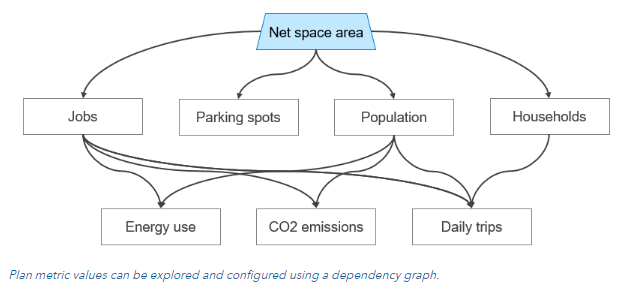 Net space area
Jobs
Parking spots
Population
Households
Energy use
CO2 emissions
Daily trips
Plan metric values can be explored and configured using a dependency graph.